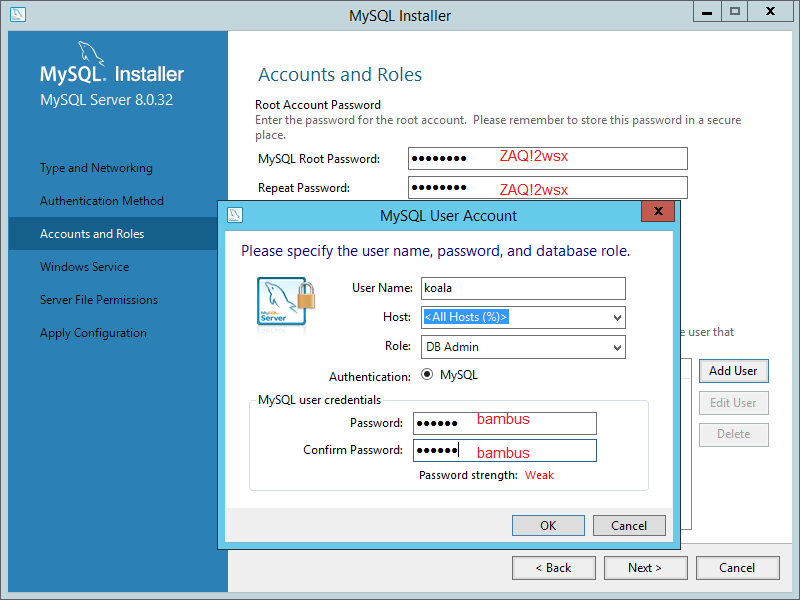 MySQL Installer
MySQL. Installer
MySQL Server 8.0.32
Type and Networking
Authentication Method
Accounts and Roles
Windows Service
Server File Permissions
Apply Configuration
Accounts and Roles
Root Account Password
Enter the password for the root account. Please remember to store this password in a secure
place.
MySQL Root Password: ●●●●●●●● ZAQ!2wsx
Repeat Password: ●●●●●●●● ZAQ!2wsx
MySQL User Account
Please specify the user name, password, and database role.
MySQL
Server
User Name: koala
Host: <All Hosts (%)>
Role: DB Admin
Authentication: MySQL
MySQL user credentials
Password: ●●●●●● bambus
Confirm Password: ●●●●●● bambus
Password strength: Weak
OK Cancel
e user that
Add User
Edit User
Delete
< Back Next > Cancel